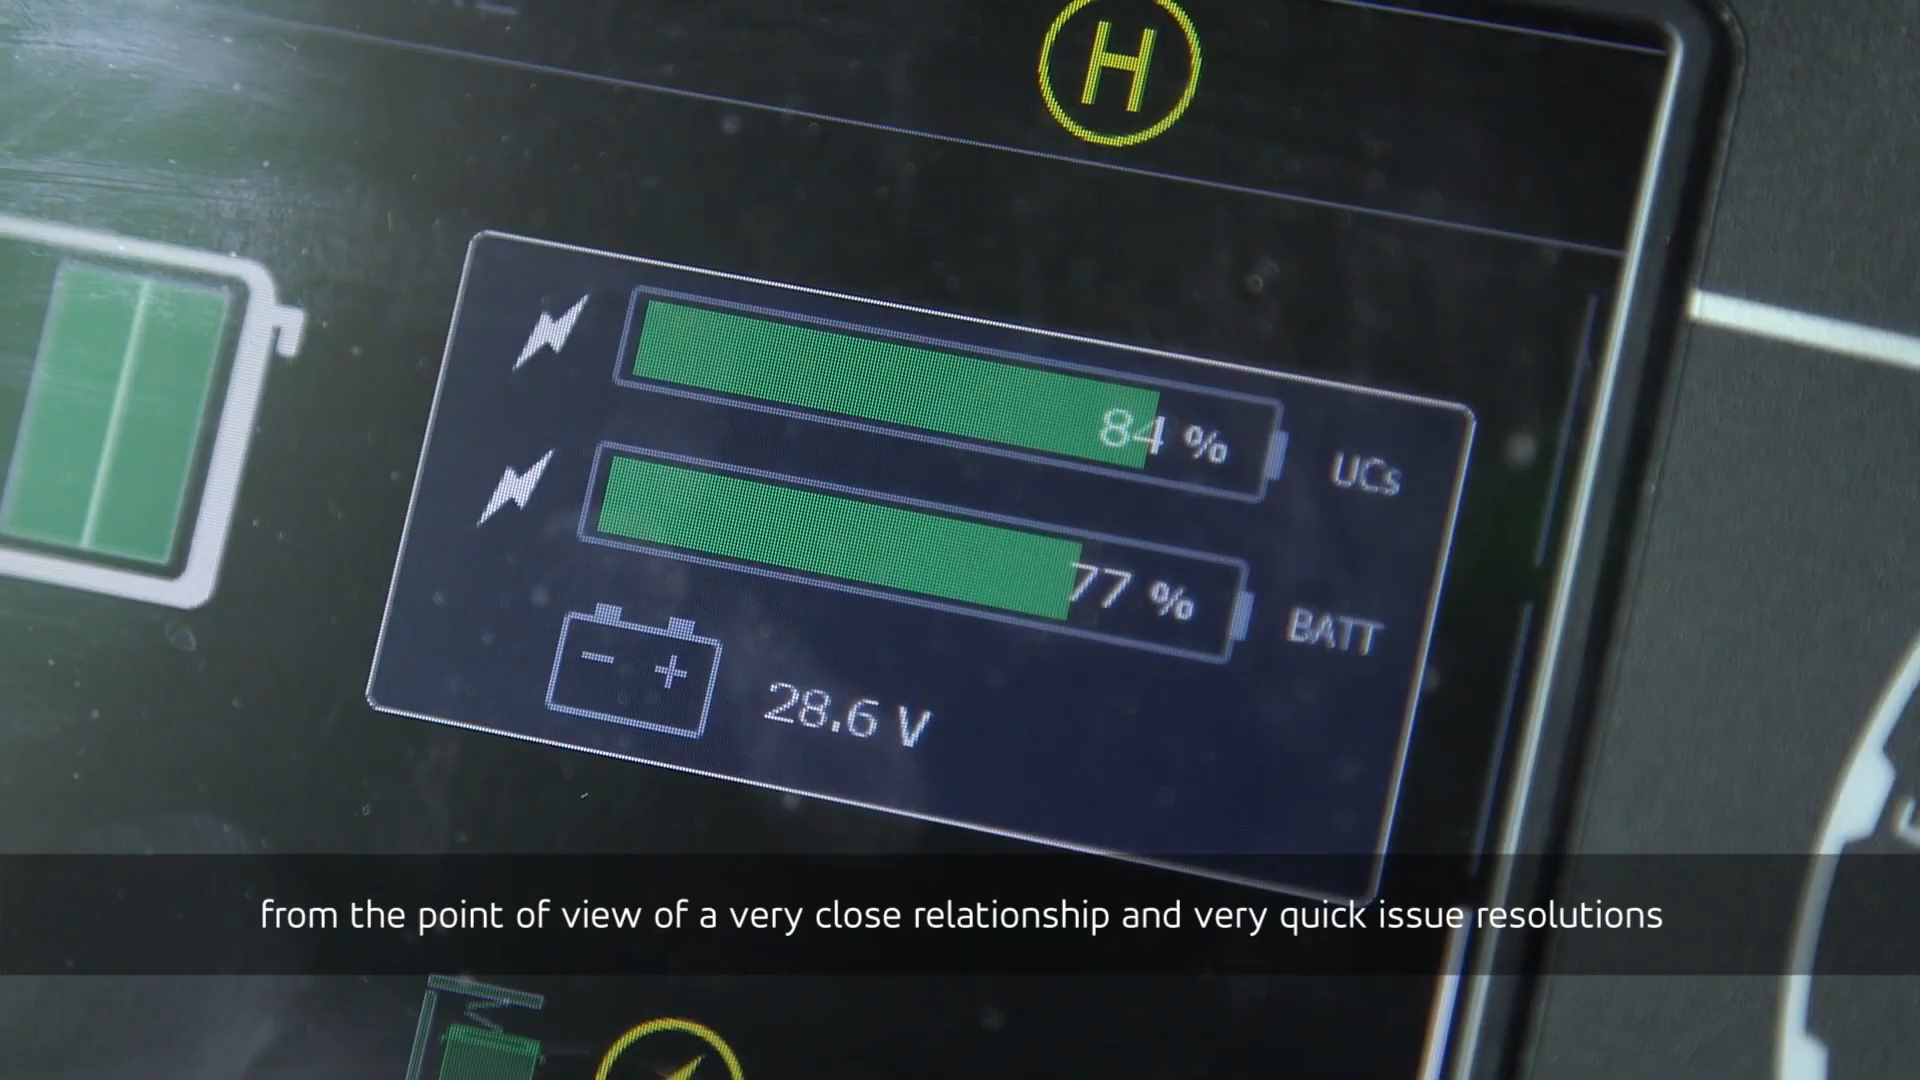 H
84 % UCs
77 % BATT
- +
28.6 V
from the point of view of a very close relationship and very quick issue resolutions